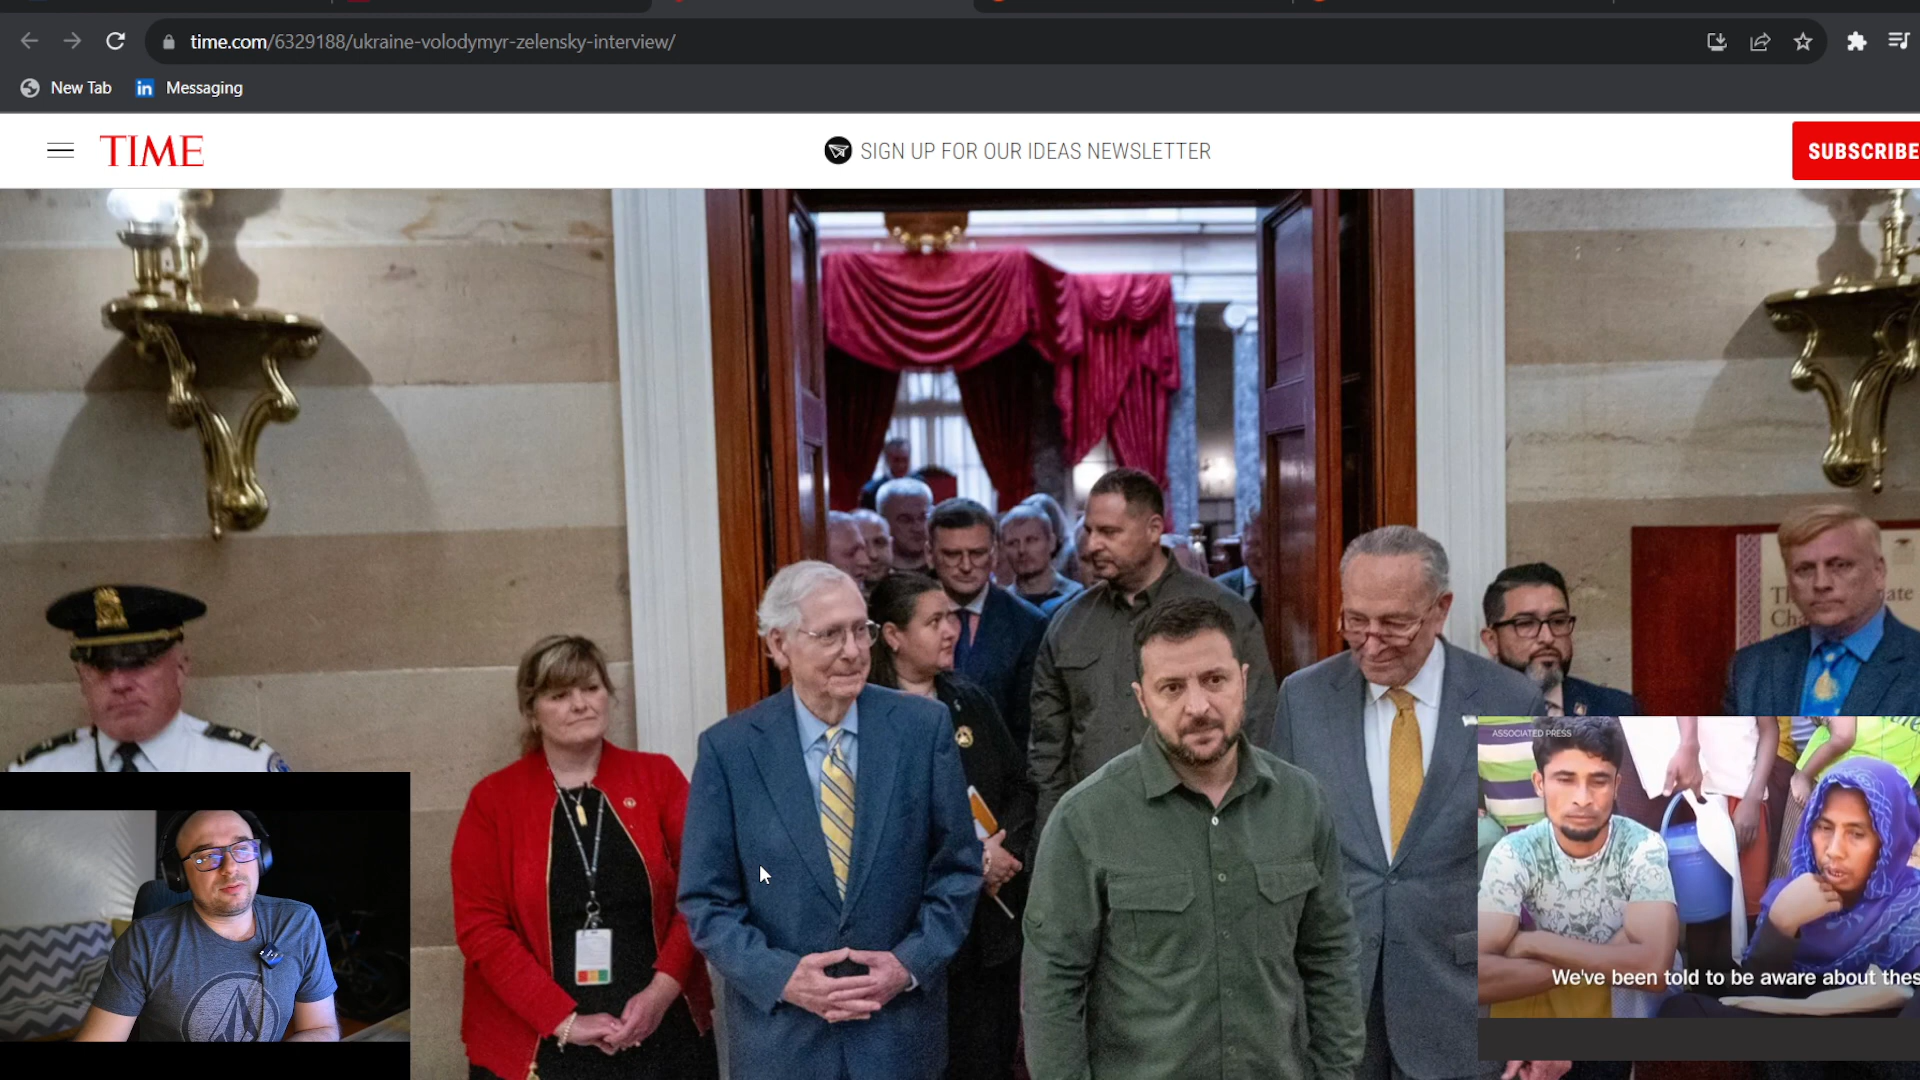 time.com/6329188/ukraine-volodymyr-zelensky-interview/
New Tab
in Messaging
TIME
SIGN UP FOR OUR IDEAS NEWSLETTER
SUBSCRIBE
ASSOCIATED PRESS
We've been told to be aware about